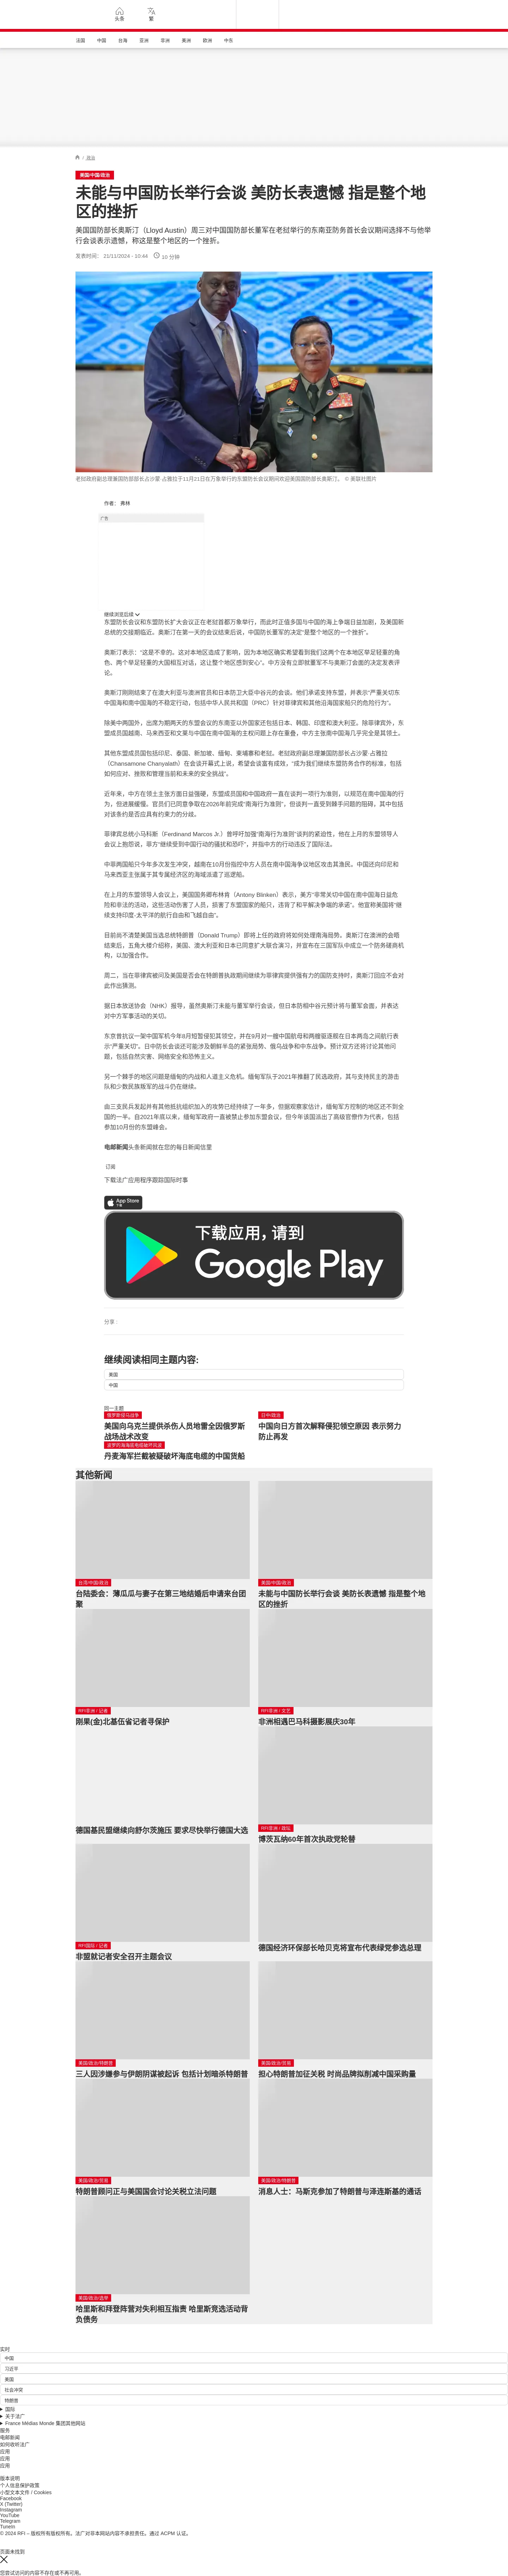 头条
繁
法国
中国
台海
亚洲
非洲
美洲
欧洲
中东
/ 政治
美国/中国/政治
未能与中国防长举行会谈 美防长表遗憾 指是整个地
区的挫折
美国国防部长奥斯汀（Lloyd Austin）周三对中国国防部长董军在老挝举行的东南亚防务首长会议期间选择不与他举
行会谈表示遗憾，称这是整个地区的一个挫折。
发表时间： 21/11/2024 - 10:44
10 分钟
老挝政府副总理兼国防部部长占沙蒙·占雅拉于11月21日在万象举行的东盟防长会议期间欢迎美国国防部长奥斯汀。 © 美联社图片
作者： 弗林
广告
继续浏览后续
东盟防长会议和东盟防长扩大会议正在老挝首都万象举行，而此时正值多国与中国的海上争端日益加剧，及美国新
总统的交接期临近。奥斯汀在第一天的会议结束后说，中国防长董军的决定“是整个地区的一个挫折”。
奥斯汀表示：“这是不幸的。这对本地区造成了影响，因为本地区确实希望看到我们这两个在本地区举足轻重的角
色、两个举足轻重的大国相互对话，这让整个地区感到安心”。中方没有立即就董军不与奥斯汀会面的决定发表评
论。
奥斯汀刚刚结束了在澳大利亚与澳洲官员和日本防卫大臣中谷元的会谈。他们承诺支持东盟，并表示“严重关切东
中国海和南中国海的不稳定行动，包括中华人民共和国（PRC）针对菲律宾和其他沿海国家船只的危险行为”。
除美中两国外，出席为期两天的东盟会议的东南亚以外国家还包括日本、韩国、印度和澳大利亚。除菲律宾外，东
盟成员国越南、马来西亚和文莱与中国在南中国海的主权问题上存在重叠，中方主张南中国海几乎完全是其领土。
其他东盟成员国包括印尼、泰国、新加坡、缅甸、柬埔寨和老挝。老挝政府副总理兼国防部长占沙蒙·占雅拉
（Chansamone Chanyalath）在会谈开幕式上说，希望会谈富有成效，“成为我们继续东盟防务合作的标准，包括
如何应对、挫败和管理当前和未来的安全挑战”。
近年来，中方在领土主张方面日益强硬，东盟成员国和中国政府一直在谈判一项行为准则，以规范在南中国海的行
为，但进展缓慢。官员们已同意争取在2026年前完成“南海行为准则”，但谈判一直受到棘手问题的阻碍，其中包括
对该条约是否应具有约束力的分歧。
菲律宾总统小马科斯（Ferdinand Marcos Jr.）曾呼吁加强“南海行为准则”谈判的紧迫性，他在上月的东盟领导人
会议上抱怨说，菲方“继续受到中国行动的骚扰和恐吓”，并指中方的行动违反了国际法。
中菲两国船只今年多次发生冲突，越南在10月份指控中方人员在南中国海争议地区攻击其渔民。中国还向印尼和
马来西亚主张属于其专属经济区的海域派遣了巡逻船。
在上月的东盟领导人会议上，美国国务卿布林肯（Antony Blinken）表示，美方“非常关切中国在南中国海日益危
险和非法的活动，这些活动伤害了人员，损害了东盟国家的船只，违背了和平解决争端的承诺”。他宣称美国将“继
续支持印度-太平洋的航行自由和飞越自由”。
目前尚不清楚美国当选总统特朗普（Donald Trump）即将上任的政府将如何处理南海局势。奥斯汀在澳洲的会晤
结束后，五角大楼介绍称，美国、澳大利亚和日本已同意扩大联合演习，并宣布在三国军队中成立一个防务磋商机
构，以加强合作。
周二，当在菲律宾被问及美国是否会在特朗普执政期间继续为菲律宾提供强有力的国防支持时，奥斯汀回应不会对
此作出猜测。
据日本放送协会（NHK）报导，虽然奥斯汀未能与董军举行会谈，但日本防相中谷元预计将与董军会面，并表达
对中方军事活动的关切。
东京曾抗议一架中国军机今年8月短暂侵犯其领空，并在9月对一艘中国航母和两艘驱逐舰在日本两岛之间航行表
示“严重关切”。日中防长会谈还可能涉及朝鲜半岛的紧张局势、俄乌战争和中东战争。预计双方还将讨论其他问
题，包括自然灾害、网络安全和恐怖主义。
另一个棘手的地区问题是缅甸的内战和人道主义危机。缅甸军队于2021年推翻了民选政府，其与支持民主的游击
队和少数民族叛军的战斗仍在继续。
由三支民兵发起并有其他抵抗组织加入的攻势已经持续了一年多，但据观察家估计，缅甸军方控制的地区还不到全
国的一半。自2021年底以来，缅甸军政府一直被禁止参加东盟会议，但今年该国派出了高级官僚作为代表，包括
参加10月份的东盟峰会。
电邮新闻头条新闻就在您的每日新闻信里
订阅
下载法广应用程序跟踪国际时事
App Store
下载
下载应用，请到
Google Play
分享 :
继续阅读相同主题内容:
美国
中国
同一主题
俄罗斯侵乌战争
美国向乌克兰提供杀伤人员地雷全因俄罗斯
战场战术改变
日中/政治
中国向日方首次解释侵犯领空原因 表示努力
防止再发
波罗的海海底电缆破坏风波
丹麦海军拦截被疑破坏海底电缆的中国货船
其他新闻
台湾/中国/政治
台陆委会：薄瓜瓜与妻子在第三地结婚后申请来台团
聚
美国/中国/政治
未能与中国防长举行会谈 美防长表遗憾 指是整个地
区的挫折
RFI非洲 / 记者
刚果(金)北基伍省记者寻保护
RFI非洲 / 文艺
非洲相遇巴马科摄影展庆30年
德国基民盟继续向舒尔茨施压 要求尽快举行德国大选
RFI非洲 / 政坛
博茨瓦纳60年首次执政党轮替
RFI国际 / 记者
非盟就记者安全召开主题会议
德国经济环保部长哈贝克将宣布代表绿党参选总理
美国/政治/特朗普
三人因涉嫌参与伊朗阴谋被起诉 包括计划暗杀特朗普
美国/政治/贸易
担心特朗普加征关税 时尚品牌拟削减中国采购量
美国/政治/贸易
特朗普顾问正与美国国会讨论关税立法问题
美国/政治/特朗普
消息人士：马斯克参加了特朗普与泽连斯基的通话
美国/政治/选举
哈里斯和拜登阵营对失利相互指责 哈里斯竞选活动背
负债务
实时
中国
习近平
美国
社会冲突
特朗普
国际
关于法广
France Médias Monde 集团其他网站
服务
电邮新闻
如何收听法广
应用
应用
应用
版本说明
个人信息保护政策
小型文本文件 / Cookies
Facebook
X (Twitter)
Instagram
YouTube
Telegram
TuneIn
© 2024 RFI – 版权所有版权所有。法广对非本网站内容不承担责任。通过 ACPM 认证。
页面未找到
您尝试访问的内容不存在或不再可用。